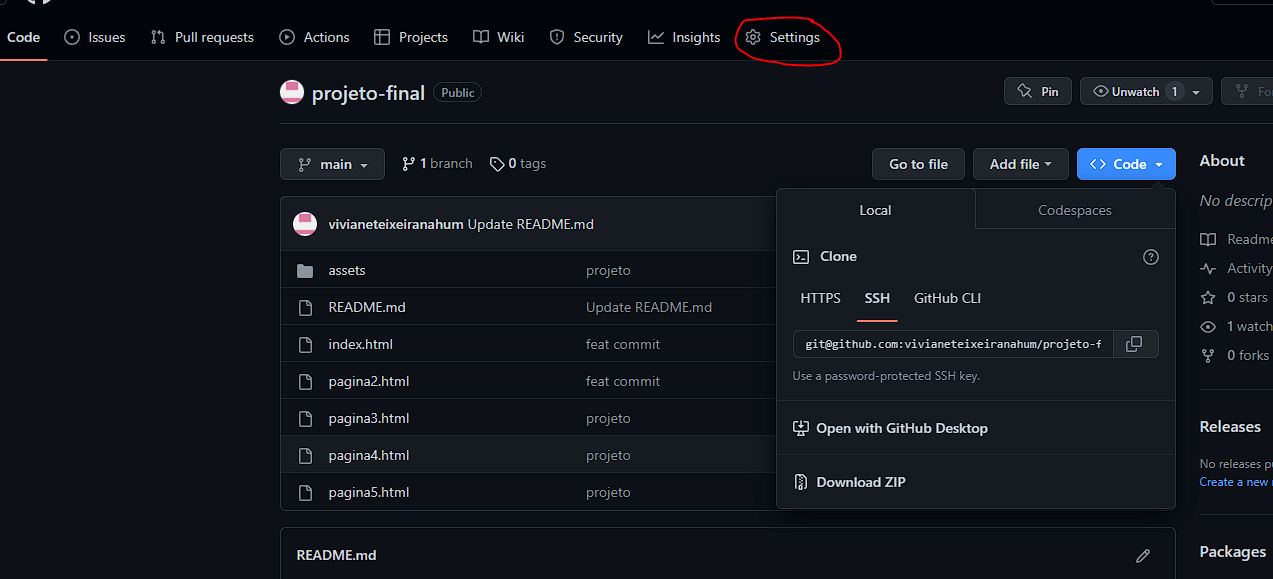 Code Issues Pull requests Actions Projects Wiki Security Insights Settings
projeto-final Public Pin Unwatch 1
main 1 branch 0 tags Go to file Add file Code About
Local Codespaces
vivianeteixeiranahum Update README.md
assets projeto
README.md Update README.md
index.html feat commit
pagina2.html feat commit
pagina3.html projeto
pagina4.html projeto
pagina5.html projeto
Clone
HTTPS SSH GitHub CLI
git@github.com:vivianeteixeiranahum/projeto-f
Use a password-protected SSH key.
Open with GitHub Desktop
Download ZIP
No descrip
Readme
Activity
0 stars
1 watch
0 forks
Releases
No releases p
Create a new
Packages
README.md